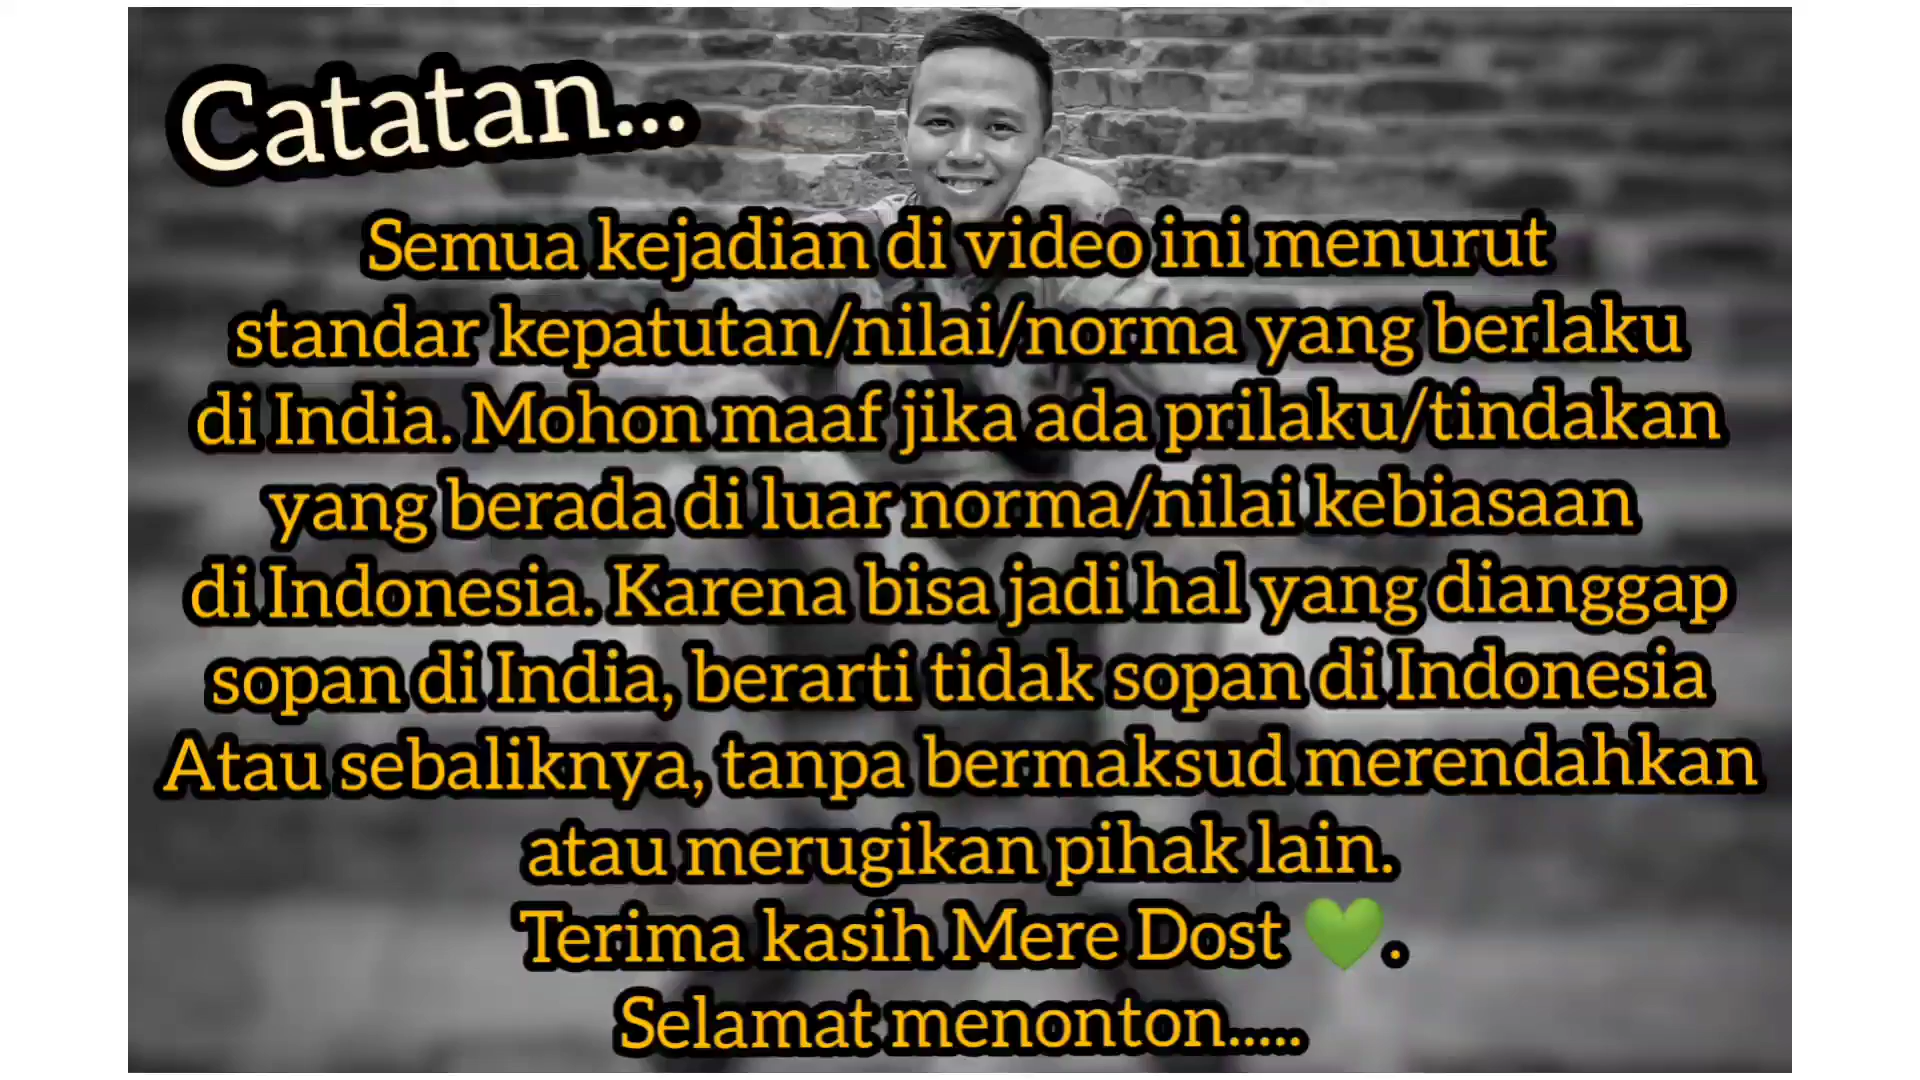 Catatan...
Semua kejadian di video ini menurut
standar kepatutan/nilai/norma yang berlaku
di India. Mohon maaf jika ada prilaku/tindakan
yang berada di luar norma/nilai kebiasaan
di Indonesia. Karena bisa jadi hal yang dianggap
sopan di India, berarti tidak sopan di Indonesia
Atau sebaliknya, tanpa bermaksud merendahkan
atau merugikan pihak lain.
Terima kasih Mere Dost 💚.
Selamat menonton.....